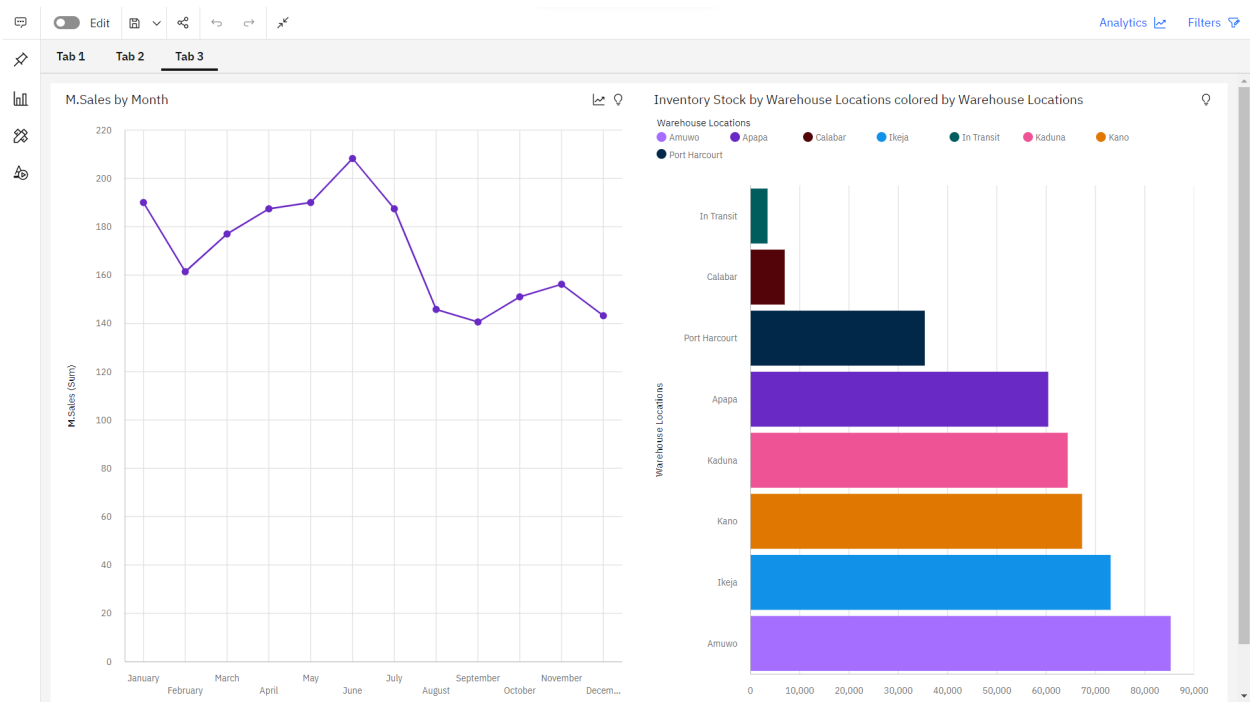 Edit
Analytics
Filters
Tab 1 Tab 2 Tab 3
M.Sales by Month
220
200
180
160
140
120
100
80
60
40
20
0
M.Sales (Sum)
January
February
March
April
May
June
July
August
September
October
November
Decem...
Inventory Stock by Warehouse Locations colored by Warehouse Locations
Warehouse Locations
Amuwo Apapa Calabar Ikeja In Transit Kaduna Kano
Port Harcourt
Warehouse Locations
In Transit
Calabar
Port Harcourt
Apapa
Kaduna
Kano
Ikeja
Amuwo
0 10,000 20,000 30,000 40,000 50,000 60,000 70,000 80,000 90,000